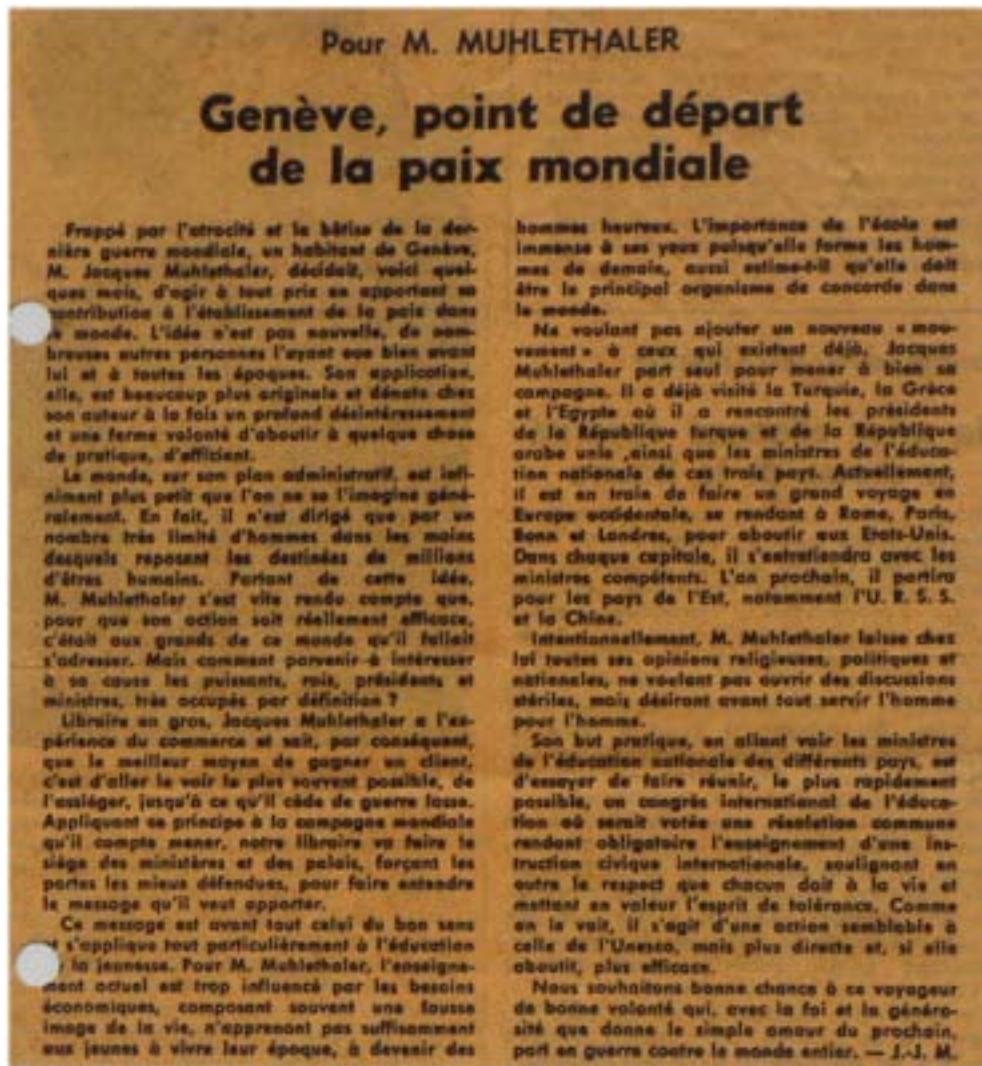 Pour M. MUHLETHALER
Genève, point de départ
de la paix mondiale
Frappé par l'atrocité et la bêtise de la der-
nière guerre mondiale, un habitant de Genève,
M. Jacques Muhlethaler, décidait, voici quel-
ques mois, d'agir à tout prix en apportant sa
contribution à l'établissement de la paix dans
le monde. L'idée n'est pas nouvelle, de nom-
breuses autres personnes l'ayant eue bien avant
lui et à toutes les époques. Son application,
elle, est beaucoup plus originale et dénote chez
son auteur à la fois un profond désintéressement
et une ferme volonté d'aboutir à quelque chose
de pratique, d'efficient.
Le monde, sur son plan administratif, est infi-
niment plus petit que l'on ne se l'imagine géné-
ralement. En fait, il n'est dirigé que par un
nombre très limité d'hommes dans les mains
desquels reposent les destinées de millions
d'êtres humains. Partant de cette idée,
M. Muhlethaler s'est vite rendu compte que,
pour que son action soit réellement efficace,
c'était aux grands de ce monde qu'il fallait
s'adresser. Mais comment parvenir à intéresser
à sa cause les puissants, rois, présidents et
ministres, très occupés par définition ?
Libraire en gros, Jacques Muhlethaler a l'ex-
périence du commerce et sait, par conséquent,
que le meilleur moyen de gagner un client,
c'est d'aller le voir le plus souvent possible, de
l'assiéger, jusqu'à ce qu'il cède de guerre lasse.
Appliquant ce principe à la campagne mondiale
qu'il compte mener, notre libraire va faire le
siège des ministères et des palais, forçant les
portes les mieux défendues, pour faire entendre
le message qu'il veut apporter.
Ce message est avant tout celui du bon sens
et s'applique tout particulièrement à l'éducation
la jeunesse. Pour M. Muhlethaler, l'enseigne-
ment actuel est trop influencé par les besoins
économiques, composant souvent une fausse
image de la vie, n'apprenant pas suffisamment
aux jeunes à vivre leur époque, à devenir des
hommes heureux. L'importance de l'école est
immense à ses yeux puisqu'elle forme les hom-
mes de demain, aussi estime-t-il qu'elle doit
être le principal organisme de concorde dans
le monde.
Ne voulant pas ajouter un nouveau « mou-
vement » à ceux qui existent déjà, Jacques
Muhlethaler part seul pour mener à bien sa
campagne. Il a déjà visité la Turquie, la Grèce
et l'Egypte où il a rencontré les présidents
de la République turque et de la République
arabe unie ,ainsi que les ministres de l'éduca-
tion nationale de ces trois pays. Actuellement,
il est en train de faire un grand voyage en
Europe occidentale, se rendant à Rome, Paris,
Bonn et Londres, pour aboutir aux Etats-Unis.
Dans chaque capitale, il s'entretiendra avec les
ministres compétents. L'an prochain, il partira
pour les pays de l'Est, notamment l'U. R. S. S.
et la Chine.
Intentionnellement, M. Muhlethaler laisse chez
lui toutes ses opinions religieuses, politiques et
nationales, ne voulant pas ouvrir des discussions
stériles, mais désirant avant tout servir l'homme
pour l'homme.
Son but pratique, en allant voir les ministres
de l'éducation nationale des différents pays, est
d'essayer de faire réunir, le plus rapidement
possible, un congrès international de l'éduca-
tion où serait votée une résolution commune
rendant obligatoire l'enseignement d'une ins-
truction civique internationale, soulignant en
outre le respect que chacun doit à la vie et
mettant en valeur l'esprit de tolérance. Comme
on le voit, il s'agit d'une action semblable à
celle de l'Unesco, mais plus directe et, si elle
aboutit, plus efficace.
Nous souhaitons bonne chance à ce voyageur
de bonne volonté qui, avec la foi et la généro-
sité que donne le simple amour du prochain,
part en guerre contre le monde entier. — J.-J. M.